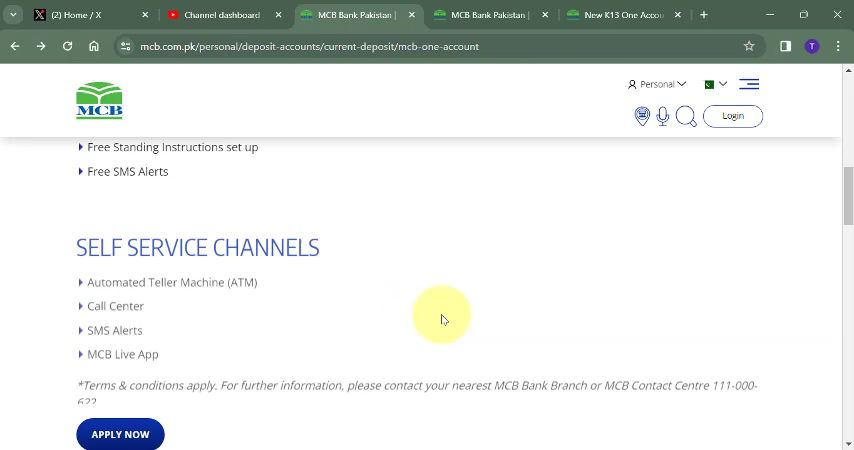 (2) Home / X
Channel dashboard
MCB Bank Pakistan |
MCB Bank Pakistan |
New K13 One Accou
mcb.com.pk/personal/deposit-accounts/current-deposit/mcb-one-account
T
MCB
Personal
Login
Free Standing Instructions set up
Free SMS Alerts
SELF SERVICE CHANNELS
Automated Teller Machine (ATM)
Call Center
SMS Alerts
MCB Live App
*Terms & conditions apply. For further information, please contact your nearest MCB Bank Branch or MCB Contact Centre 111-000-
622
APPLY NOW